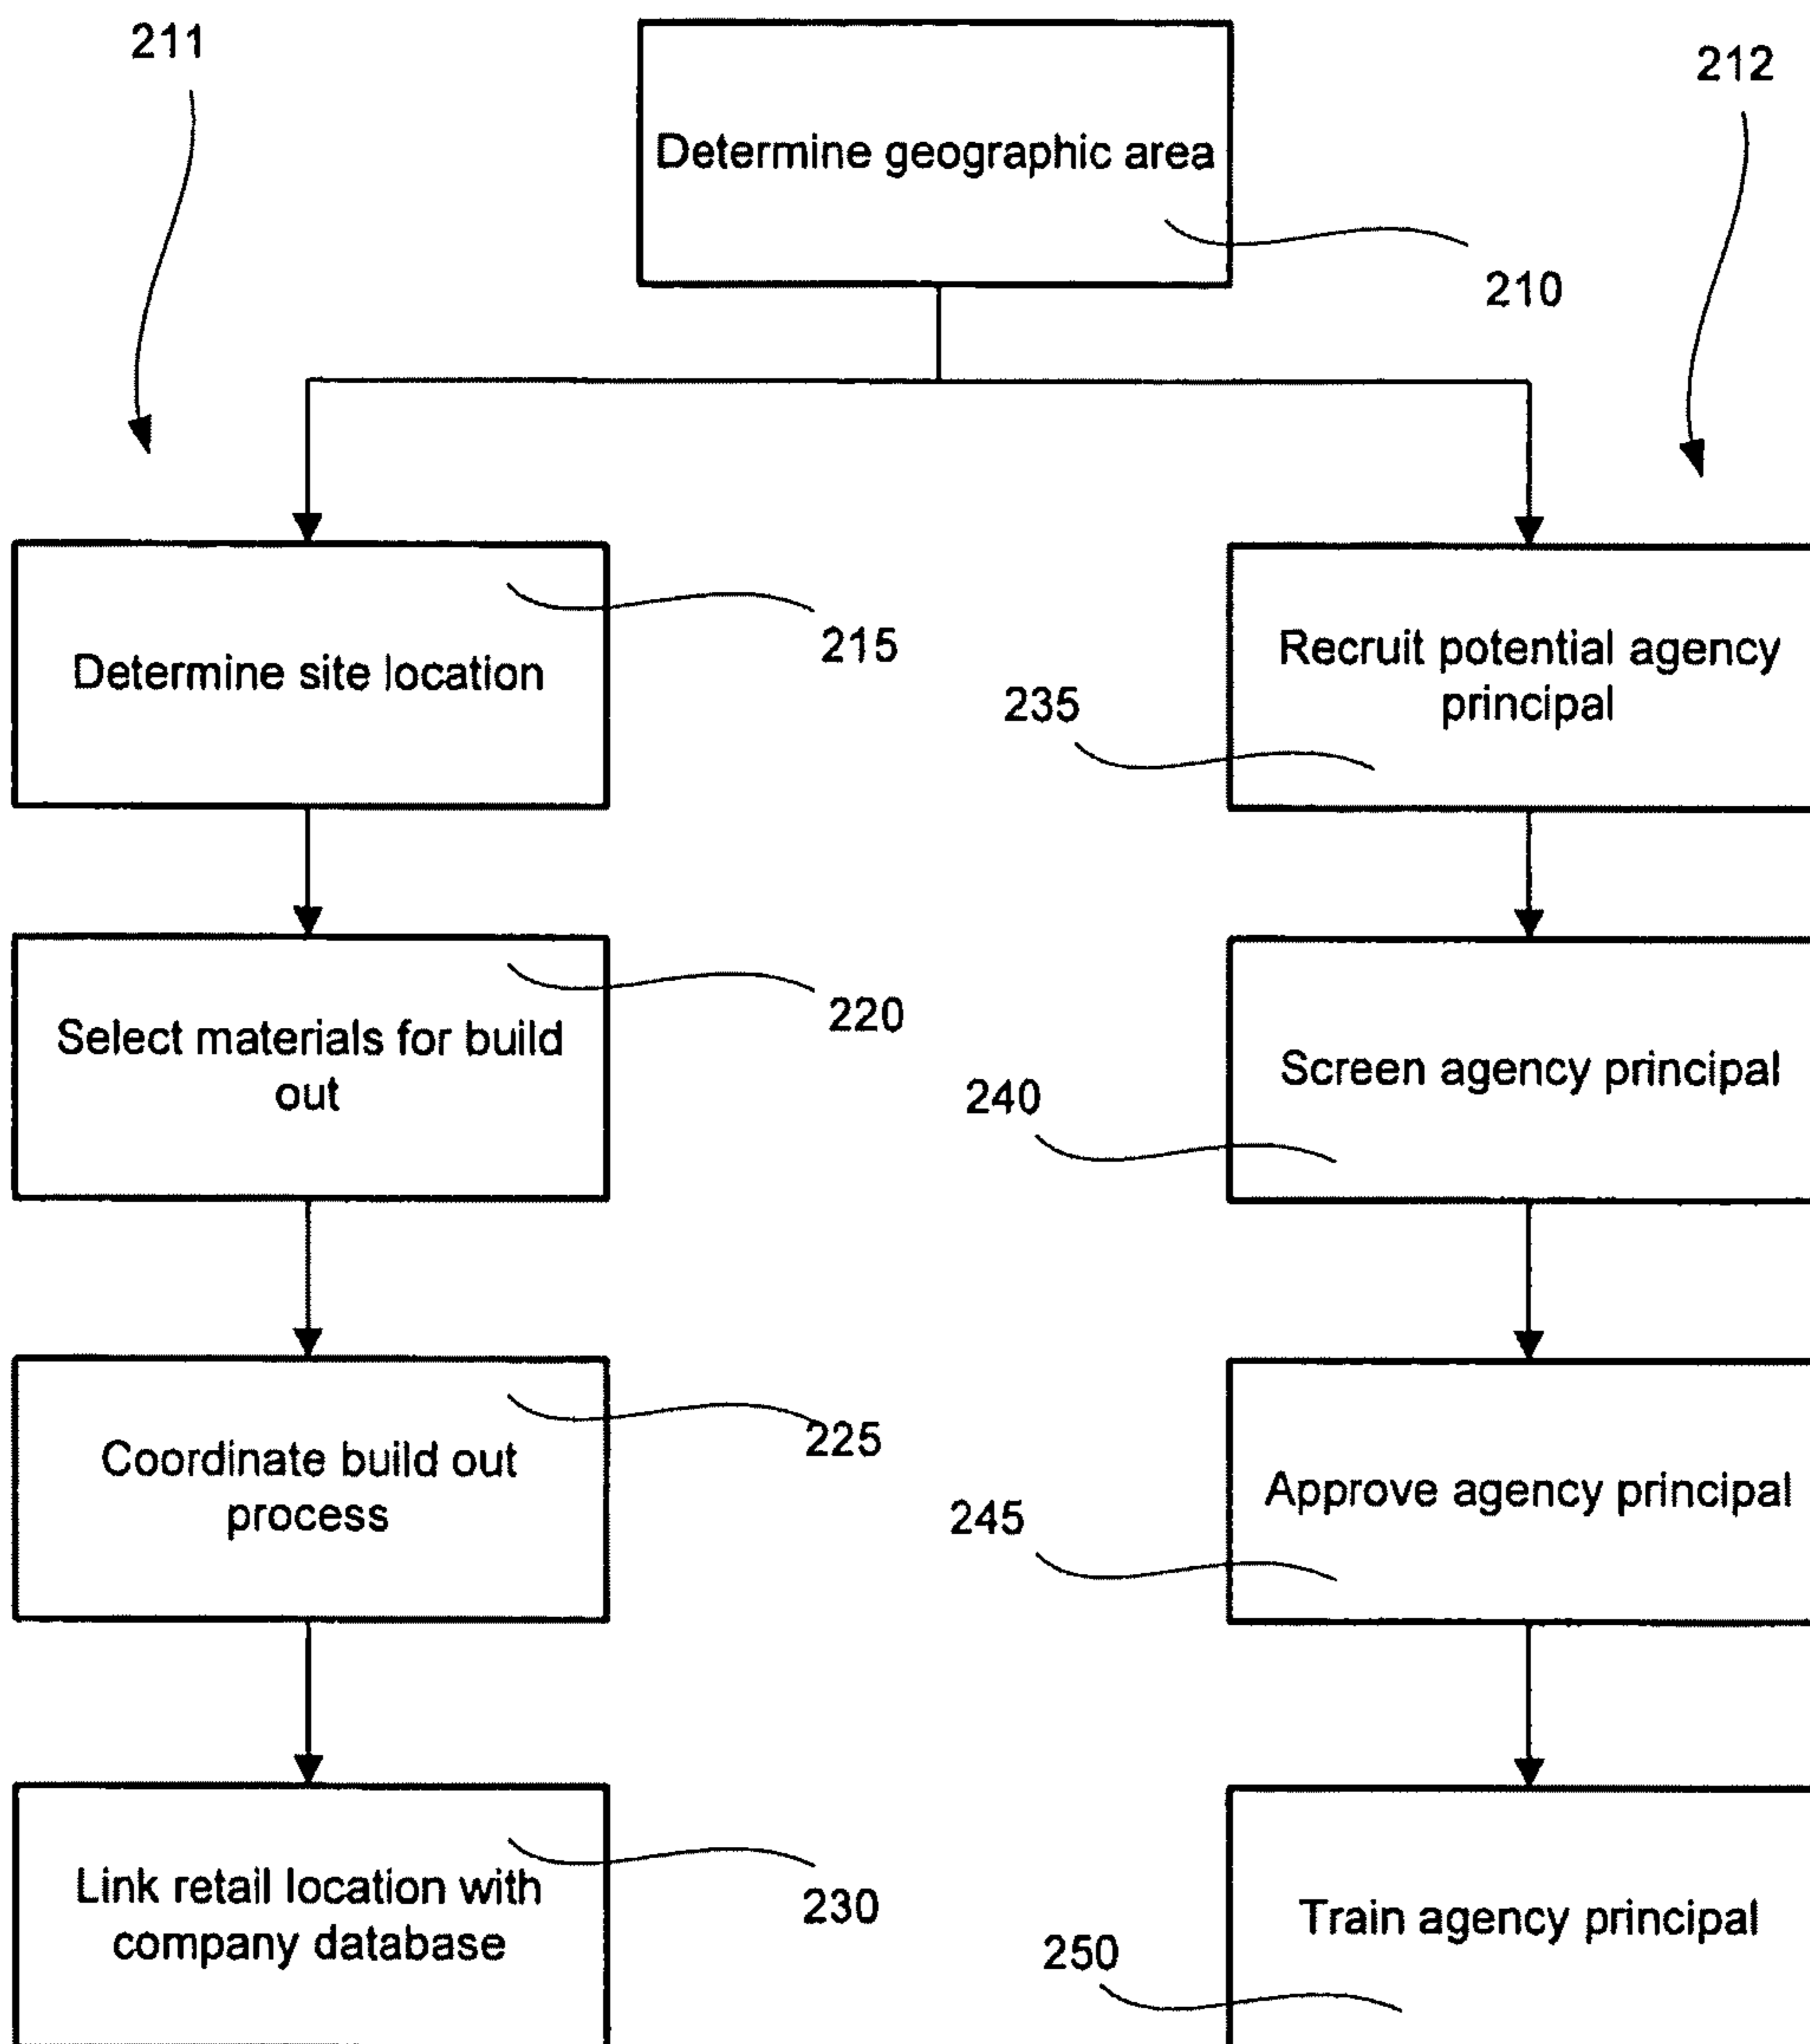 211
Determine geographic area
212
210
Determine site location
215
Recruit potential agency
principal
235
Select materials for build
out
220
Screen agency principal
240
Coordinate build out
process
225
Approve agency principal
245
Link retail location with
company database
230
Train agency principal
250